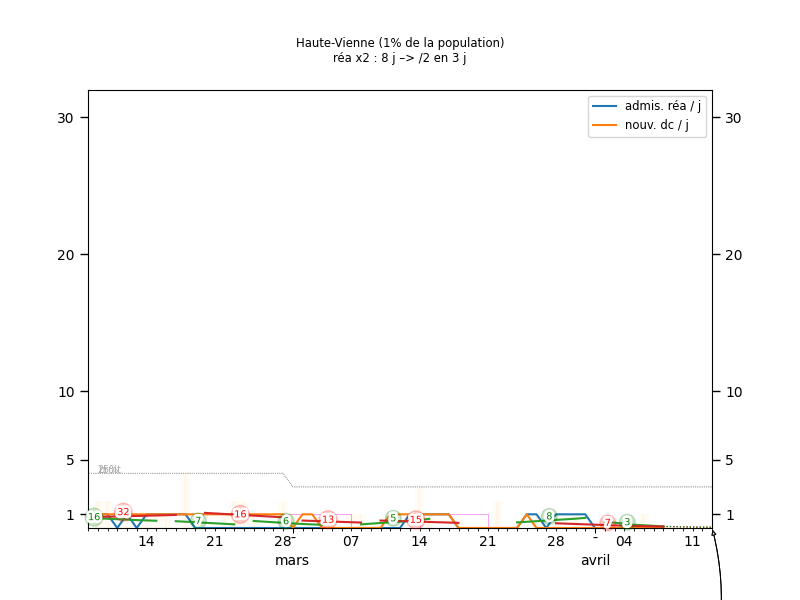 Haute-Vienne (1% de la population)
réa x2 : 8 j –> /2 en 3 j
admis. réa / j
nouv. dc / j
30 30
20 20
10 10
5 5
1 1
16 32 7 16 6 13 5 15 8 7 3
14 21 28 07 14 21 28 04 11
mars avril